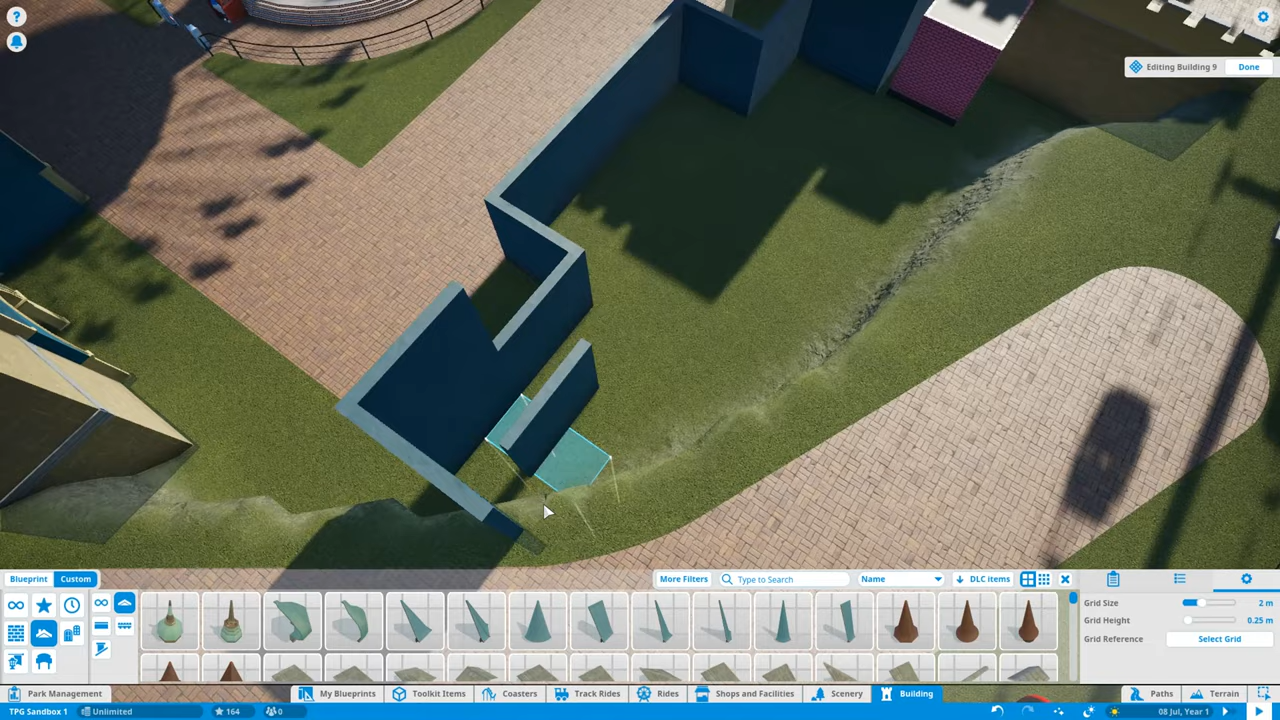 ?
Editing Building 9 Done
Blueprint Custom More Filters Type to Search Name DLC items
Grid Size 2 m
Grid Height 0.25 m
Grid Reference Select Grid
Park Management My Blueprints Toolkit Items Coasters Track Rides Rides Shops and Facilities Scenery Building Paths Terrain
TPG Sandbox 1 Unlimited 164 0 08 Jul, Year 1